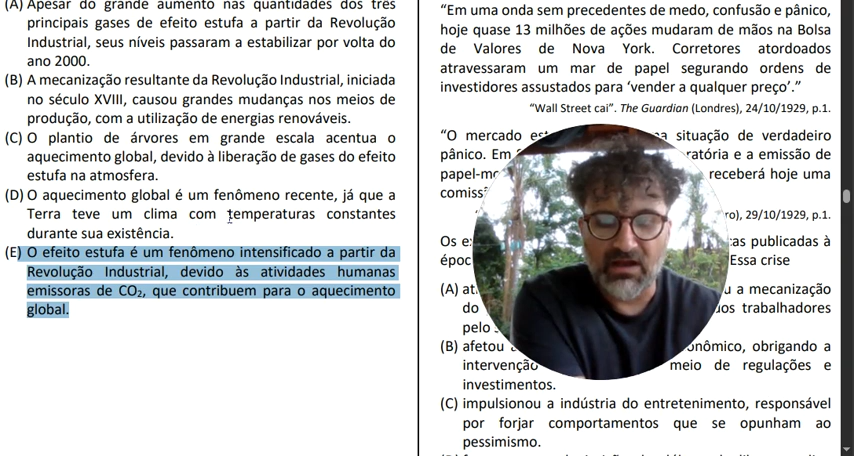 (A) Apesar do grande aumento nas quantidades dos três
principais gases de efeito estufa a partir da Revolução
Industrial, seus níveis passaram a estabilizar por volta do
ano 2000.
(B) A mecanização resultante da Revolução Industrial, iniciada
no século XVIII, causou grandes mudanças nos meios de
produção, com a utilização de energias renováveis.
(C) O plantio de árvores em grande escala acentua o
aquecimento global, devido à liberação de gases do efeito
estufa na atmosfera.
(D) O aquecimento global é um fenômeno recente, já que a
Terra teve um clima com temperaturas constantes
durante sua existência.
(E) O efeito estufa é um fenômeno intensificado a partir da
Revolução Industrial, devido às atividades humanas
emissoras de CO₂, que contribuem para o aquecimento
global.
“Em uma onda sem precedentes de medo, confusão e pânico,
hoje quase 13 milhões de ações mudaram de mãos na Bolsa
de Valores de Nova York. Corretores atordoados
atravessaram um mar de papel segurando ordens de
investidores assustados para ‘vender a qualquer preço’.”
“Wall Street cai”. The Guardian (Londres), 24/10/1929, p.1.
“O mercado situação de verdadeiro
pânico. Em e a emissão de
receberá hoje uma
29/10/1929, p.1.
Os publicadas à
Essa crise
(A) a mecanização
do trabalhadores
pelo
(B) afetou obrigando a
intervenção meio de regulações e
investimentos.
(C) impulsionou a indústria do entretenimento, responsável
por forjar comportamentos que se opunham ao
pessimismo.